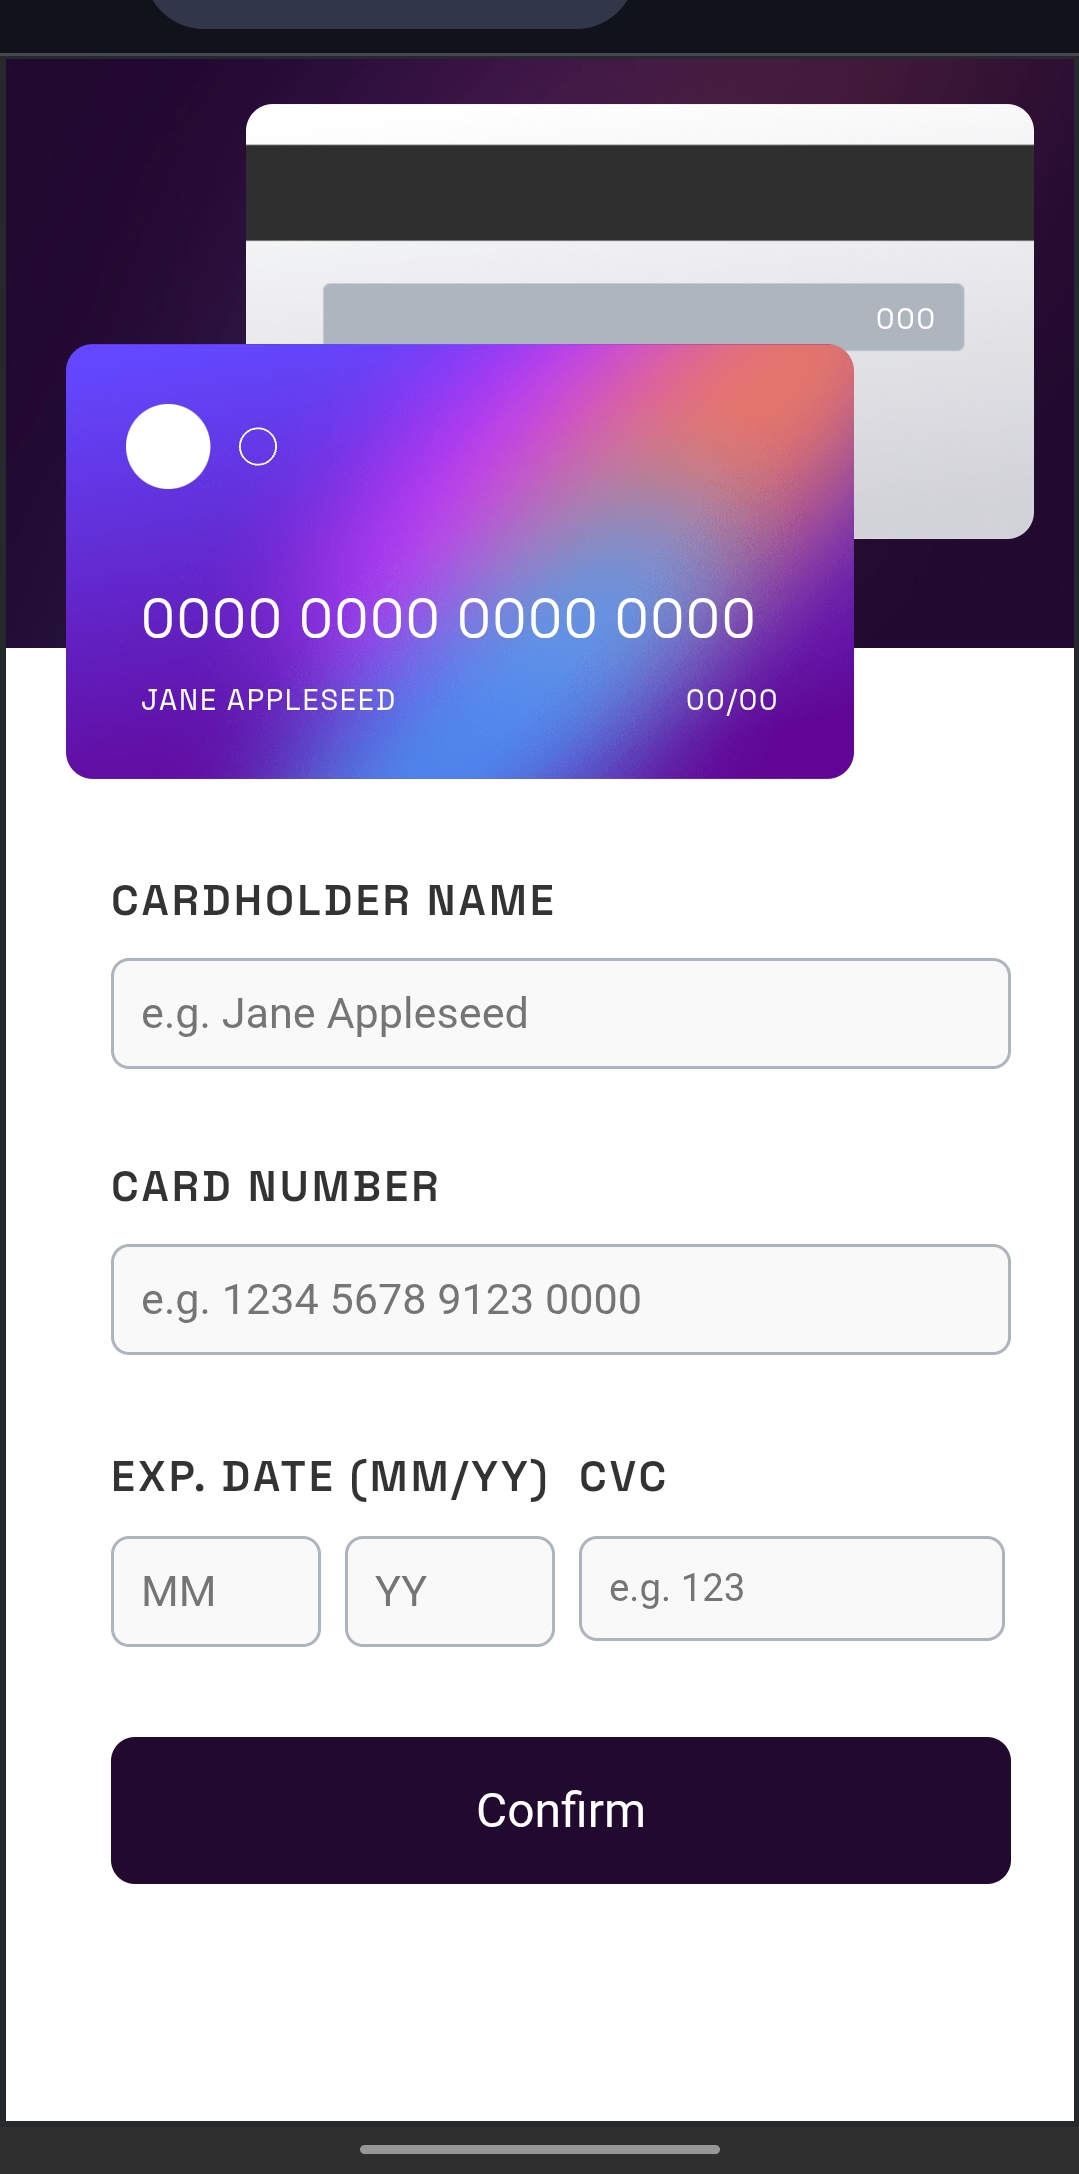 000
0000 0000 0000 0000
JANE APPLESEED 00/00
CARDHOLDER NAME
e.g. Jane Appleseed
CARD NUMBER
e.g. 1234 5678 9123 0000
EXP. DATE (MM/YY) CVC
MM YY e.g. 123
Confirm